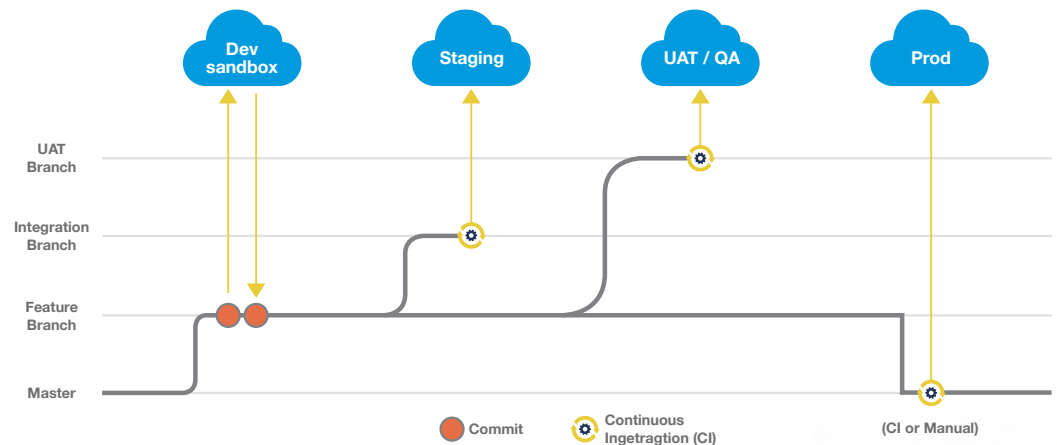 Dev
sandbox
Staging
UAT / QA
Prod
UAT
Branch
Integration
Branch
Feature
Branch
Master
Commit
Continuous
Ingetragtion (CI)
(CI or Manual)